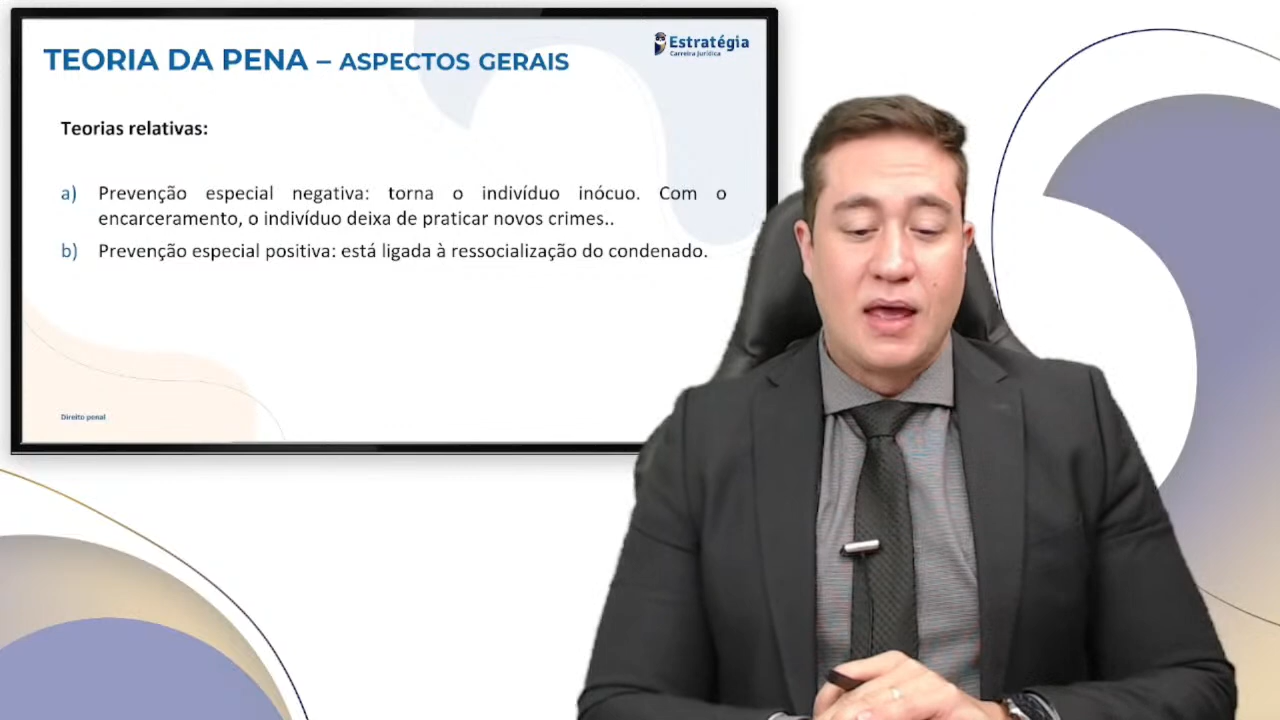 TEORIA DA PENA – ASPECTOS GERAIS
Estratégia
Carreira Jurídica
Teorias relativas:
a) Prevenção especial negativa: torna o indivíduo inócuo. Com o
encarceramento, o indivíduo deixa de praticar novos crimes..
b) Prevenção especial positiva: está ligada à ressocialização do condenado.
Direito penal